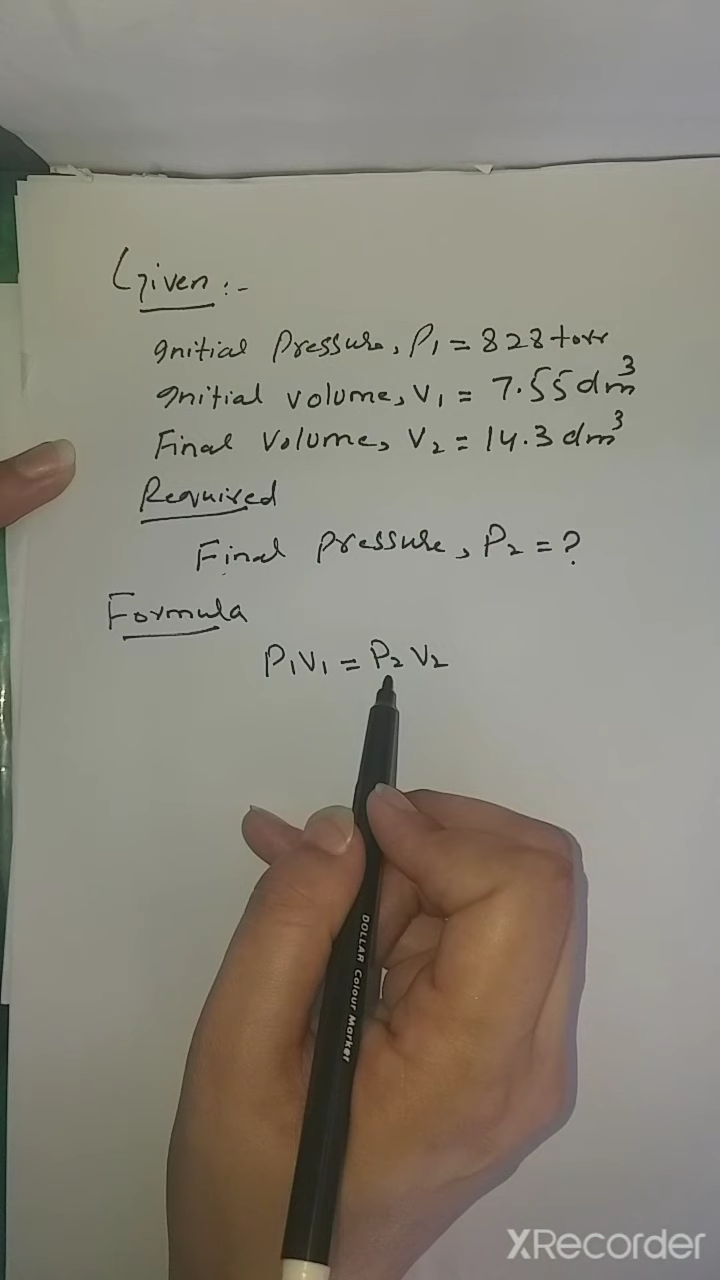 Given :-
Initial Pressure, P₁ = 828 torr
Initial volume, V₁ = 7.55 dm³
Final Volume, V₂ = 14.3 dm³
Required
Final pressure, P₂ = ?
Formula
P₁V₁ = P₂V₂
DOLLAR Colour Marker
XRecorder